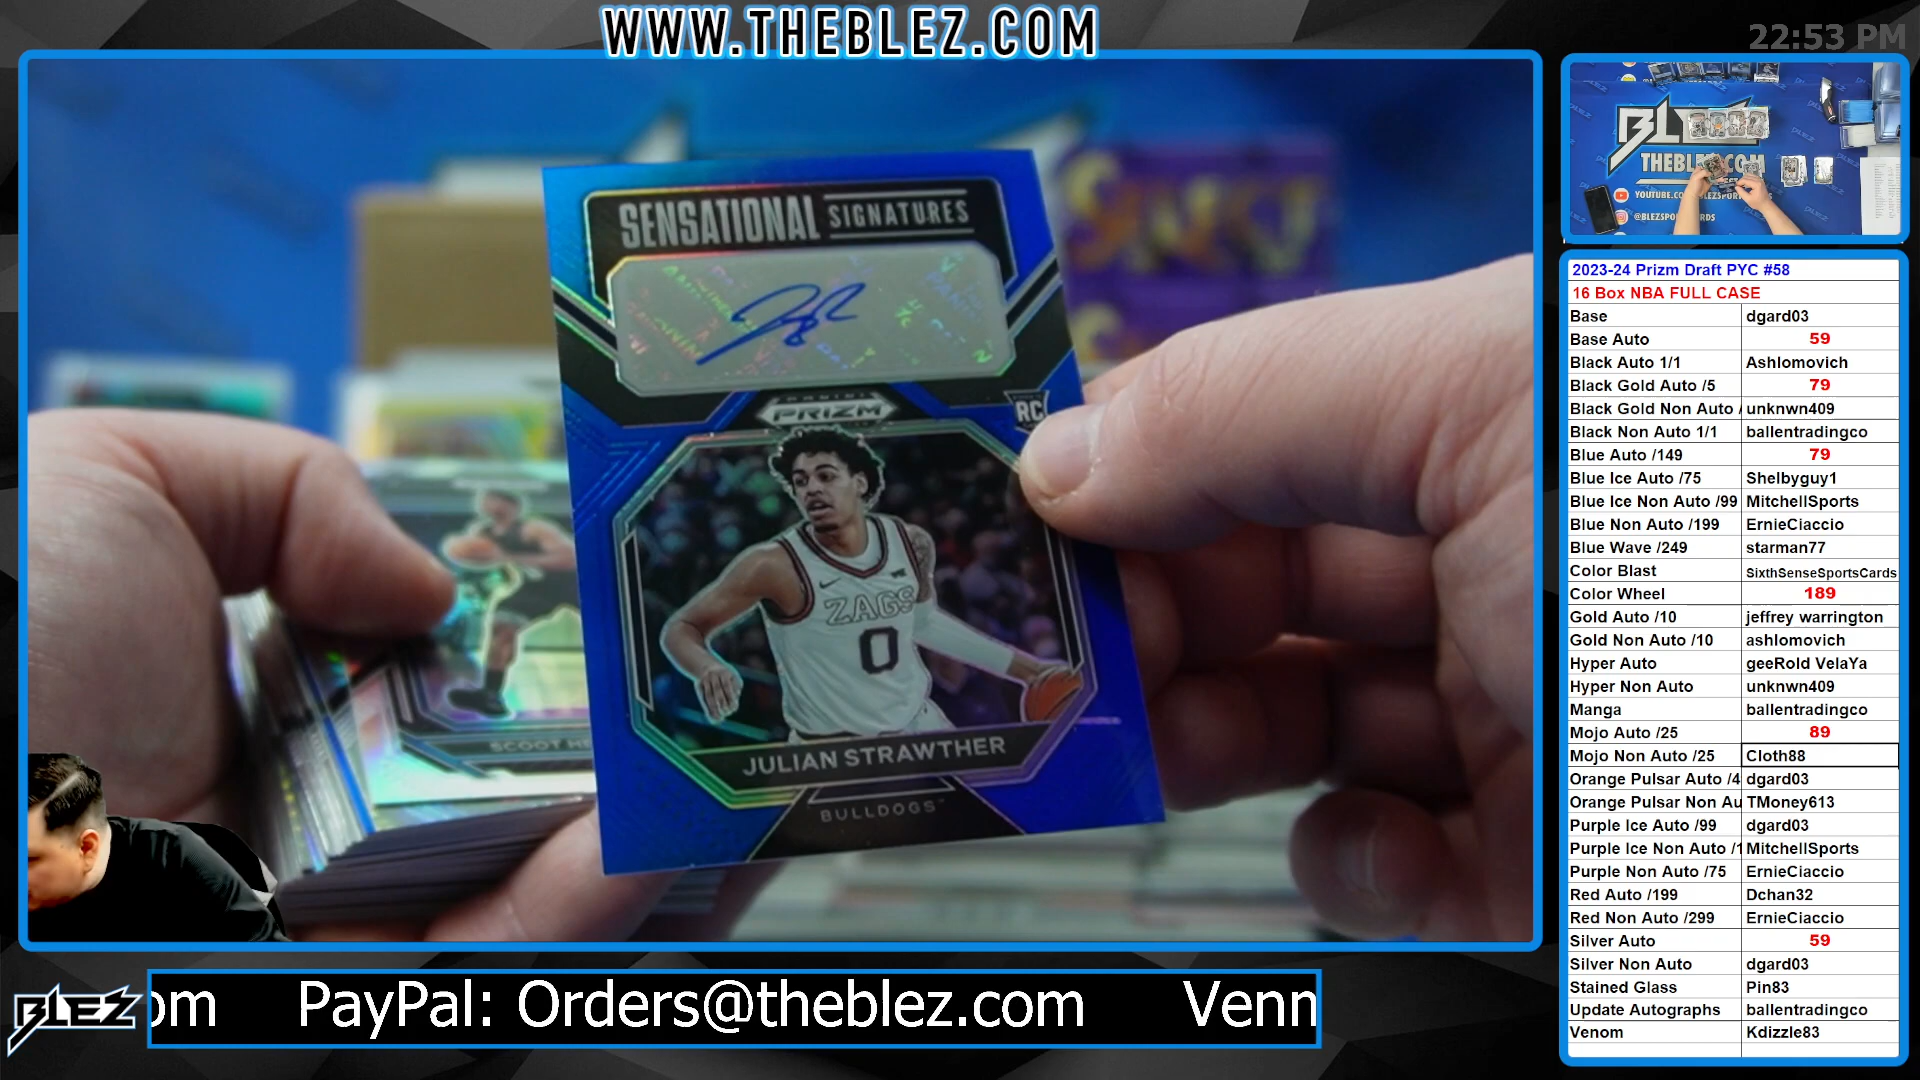 WWW.THEBLEZ.COM
22:53 PM
SENSATIONAL SIGNATURES
PRIZM
RC
ZAGS
0
JULIAN STRAWTHER
BULLDOGS
SCOOT HE
BL
THEBLEZ.COM
2023-24 Prizm Draft PYC #58
16 Box NBA FULL CASE
Base dgard03
Base Auto 59
Black Auto 1/1 Ashlomovich
Black Gold Auto /5 79
Black Gold Non Auto / unknwn409
Black Non Auto 1/1 ballentradingco
Blue Auto /149 79
Blue Ice Auto /75 Shelbyguy1
Blue Ice Non Auto /99 MitchellSports
Blue Non Auto /199 ErnieCiaccio
Blue Wave /249 starman77
Color Blast SixthSenseSportsCards
Color Wheel 189
Gold Auto /10 jeffrey warrington
Gold Non Auto /10 ashlomovich
Hyper Auto geeRold VelaYa
Hyper Non Auto unknwn409
Manga ballentradingco
Mojo Auto /25 89
Mojo Non Auto /25 Cloth88
Orange Pulsar Auto /4 dgard03
Orange Pulsar Non Au TMoney613
Purple Ice Auto /99 dgard03
Purple Ice Non Auto /1 MitchellSports
Purple Non Auto /75 ErnieCiaccio
Red Auto /199 Dchan32
Red Non Auto /299 ErnieCiaccio
Silver Auto 59
Silver Non Auto dgard03
Stained Glass Pin83
Update Autographs ballentradingco
Venom Kdizzle83
BLEZ
om PayPal: Orders@theblez.com Venn